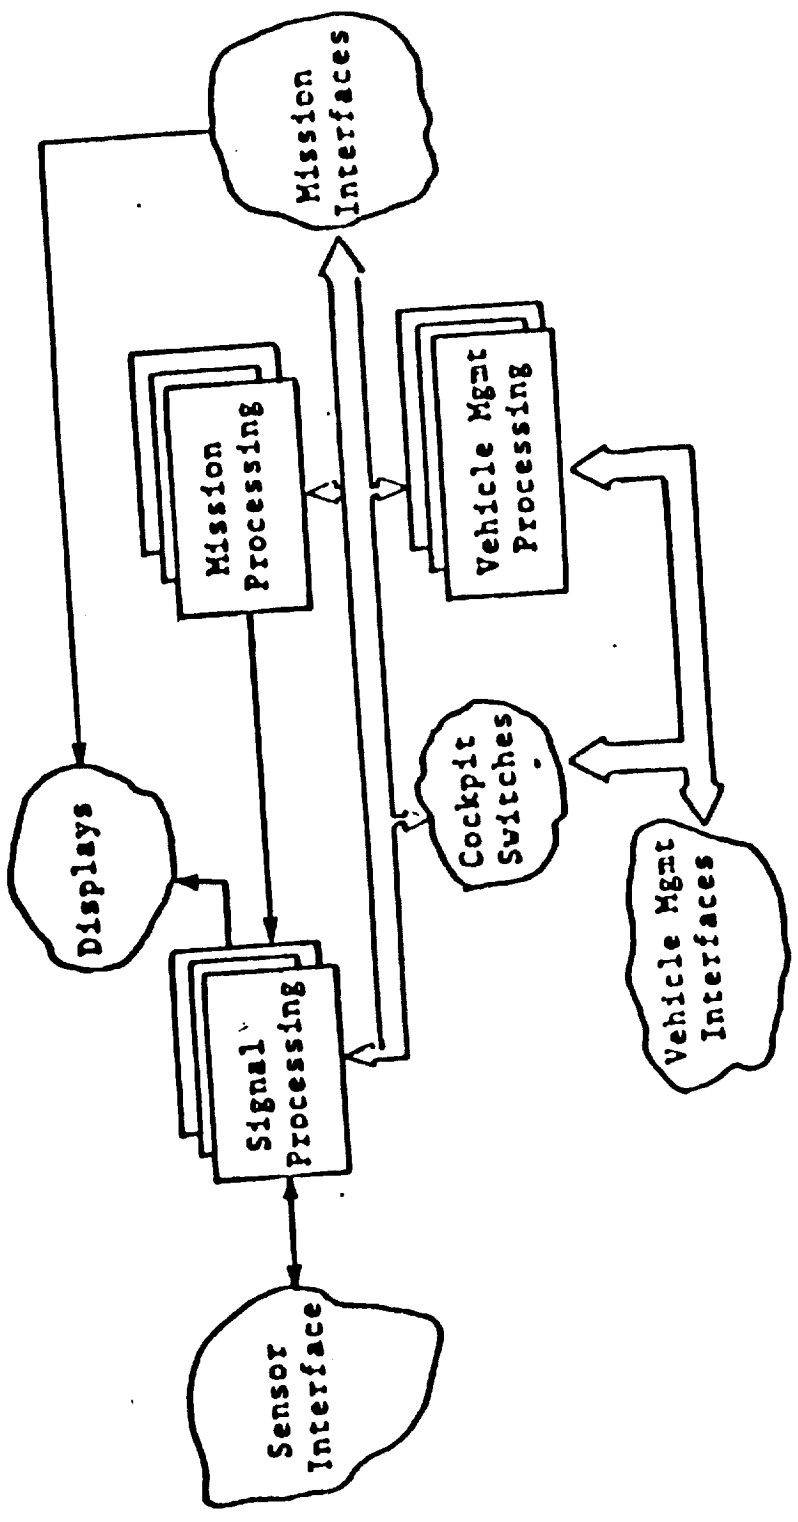 Displays
Mission
Interfaces
Mission
Processing
Signal
Processing
Sensor
Interface
Vehicle Mgmt
Processing
Cockpit
Switches
Vehicle Mgmt
Interfaces